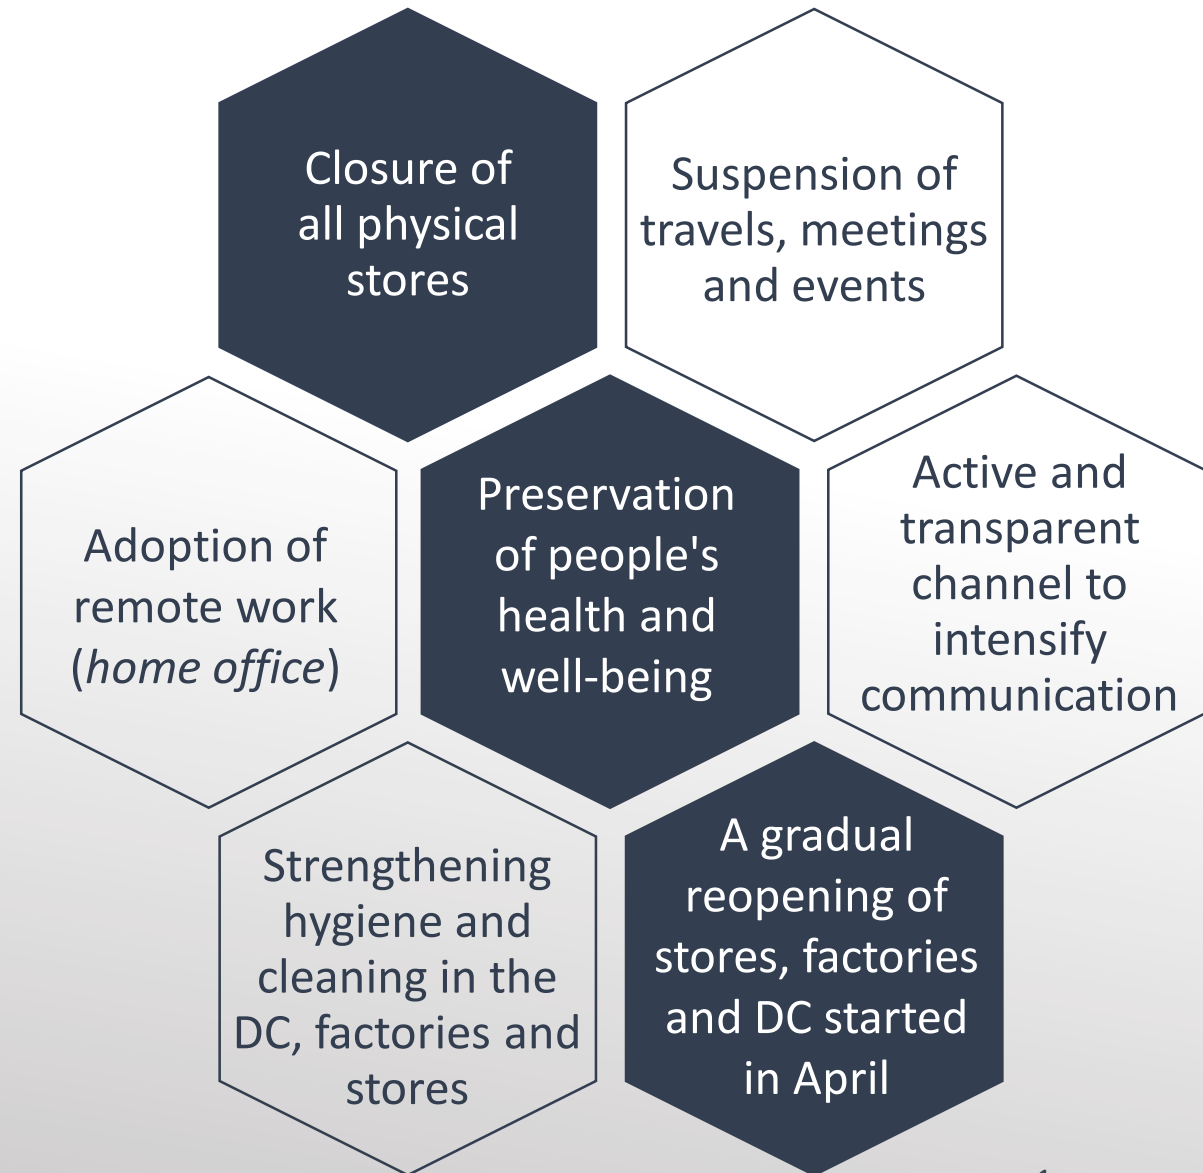 Closure of
all physical
stores
Suspension of
travels, meetings
and events
Adoption of
remote work
(home office)
Preservation
of people's
health and
well-being
Active and
transparent
channel to
intensify
communication
Strengthening
hygiene and
cleaning in the
DC, factories and
stores
A gradual
reopening of
stores, factories
and DC started
in April